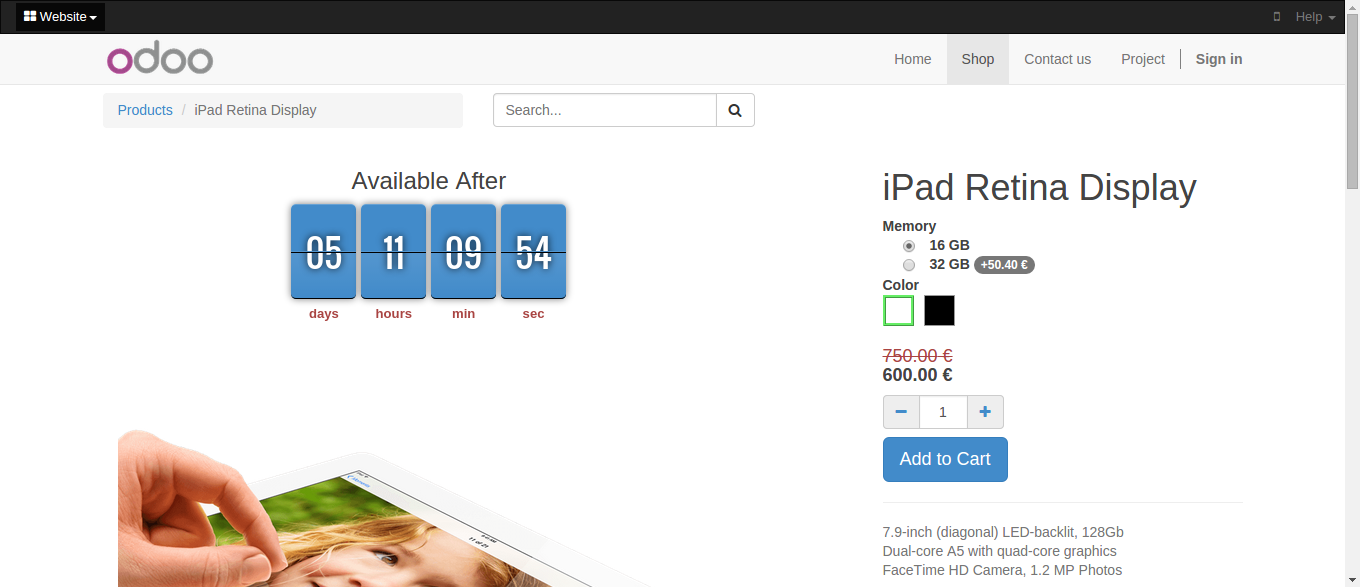 Website
Help
odoo
Home
Shop
Contact us
Project
Sign in
Products / iPad Retina Display
Search...
Available After
05 11 09 54
days hours min sec
iPad Retina Display
Memory
16 GB
32 GB +50.40 €
Color
750.00 €
600.00 €
1
Add to Cart
7.9-inch (diagonal) LED-backlit, 128Gb
Dual-core A5 with quad-core graphics
FaceTime HD Camera, 1.2 MP Photos